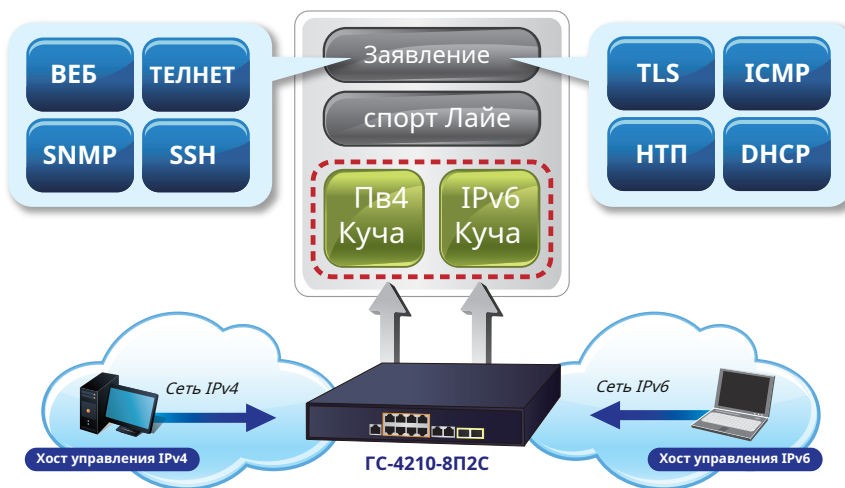 Заявление
ВЕБ
ТЕЛНЕТ
SNMP
SSH
TLS
ICMP
НТП
DHCP
спорт Лайе
Пв4
Куча
IPv6
Куча
Сеть IPv4
Сеть IPv6
Хост управления IPv4
ГС-4210-8П2С
Хост управления IPv6